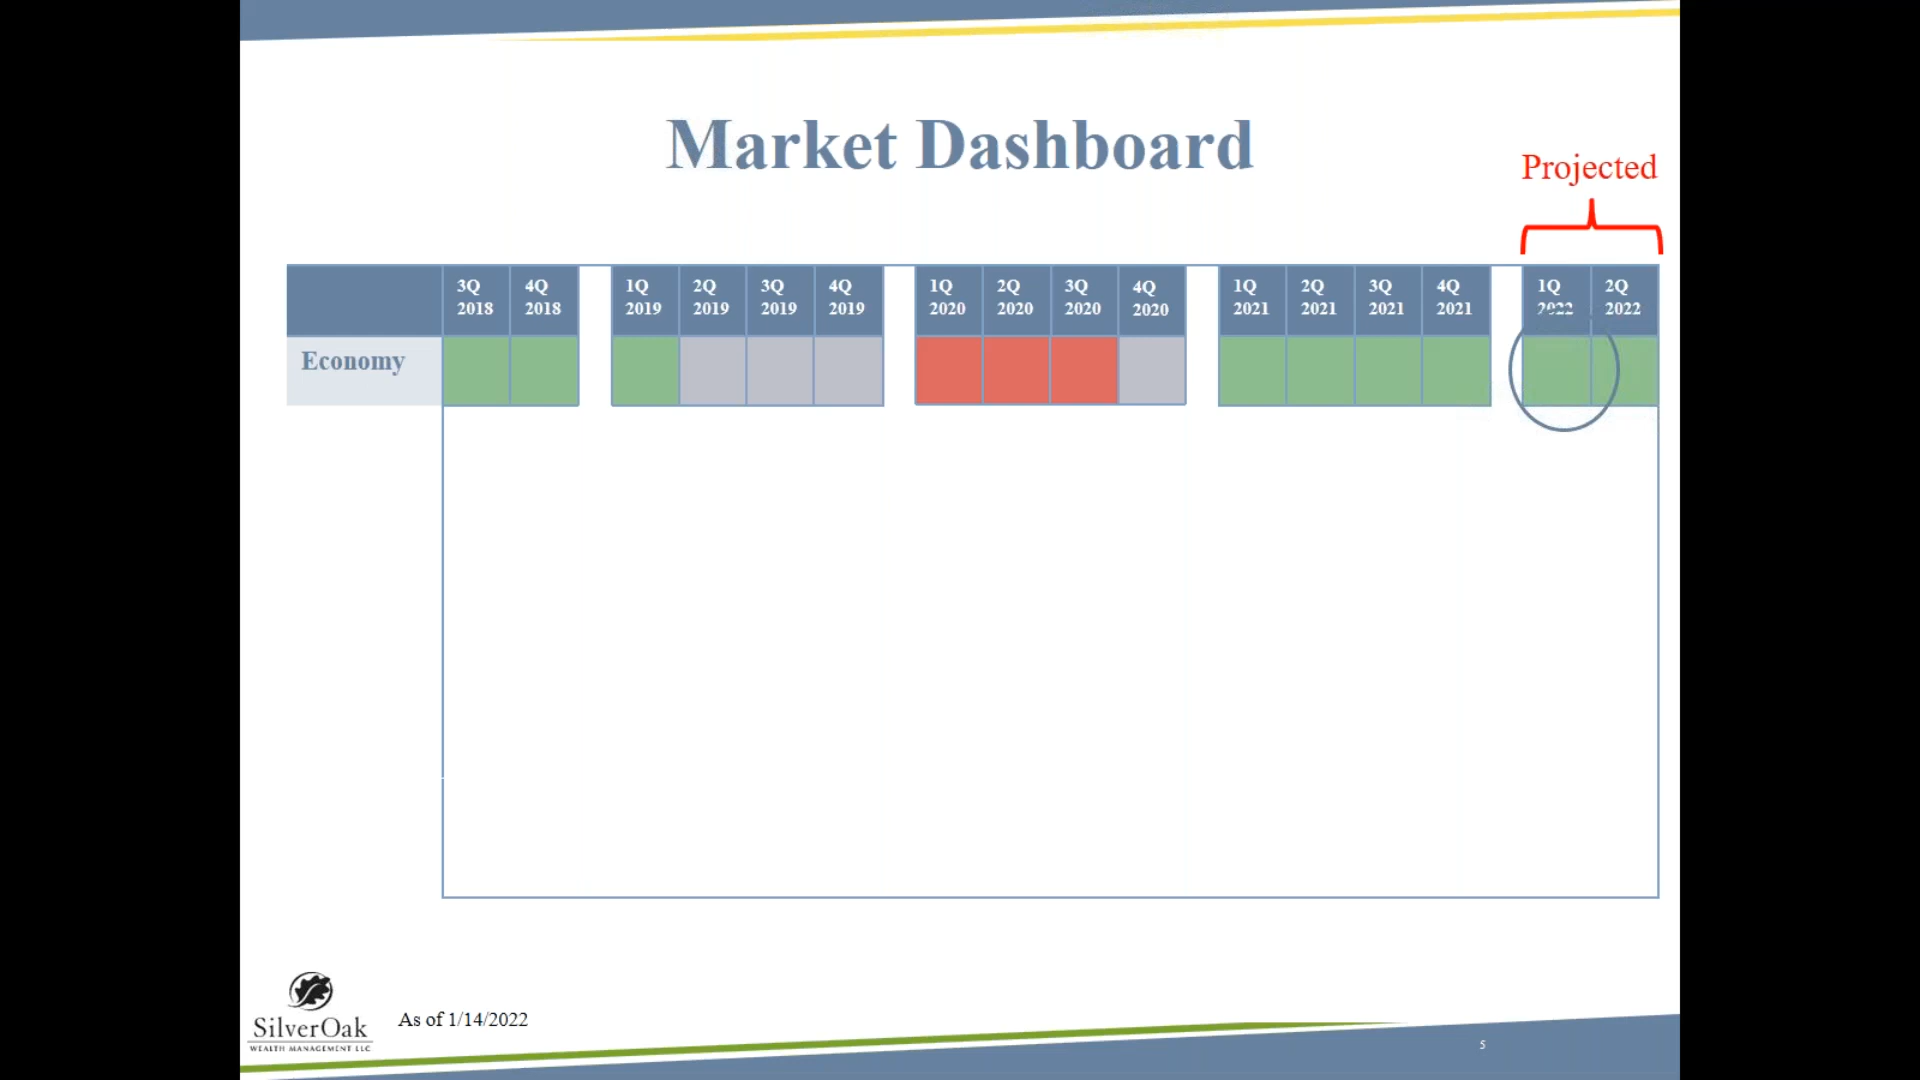 Market Dashboard
Projected
3Q 4Q 1Q 2Q 3Q 4Q 1Q 2Q 3Q 4Q 1Q 2Q 3Q 4Q 1Q 2Q
2018 2018 2019 2019 2019 2019 2020 2020 2020 2020 2021 2021 2021 2021 2022 2022
Economy
SilverOak
WEALTH MANAGEMENT LLC
As of 1/14/2022
5